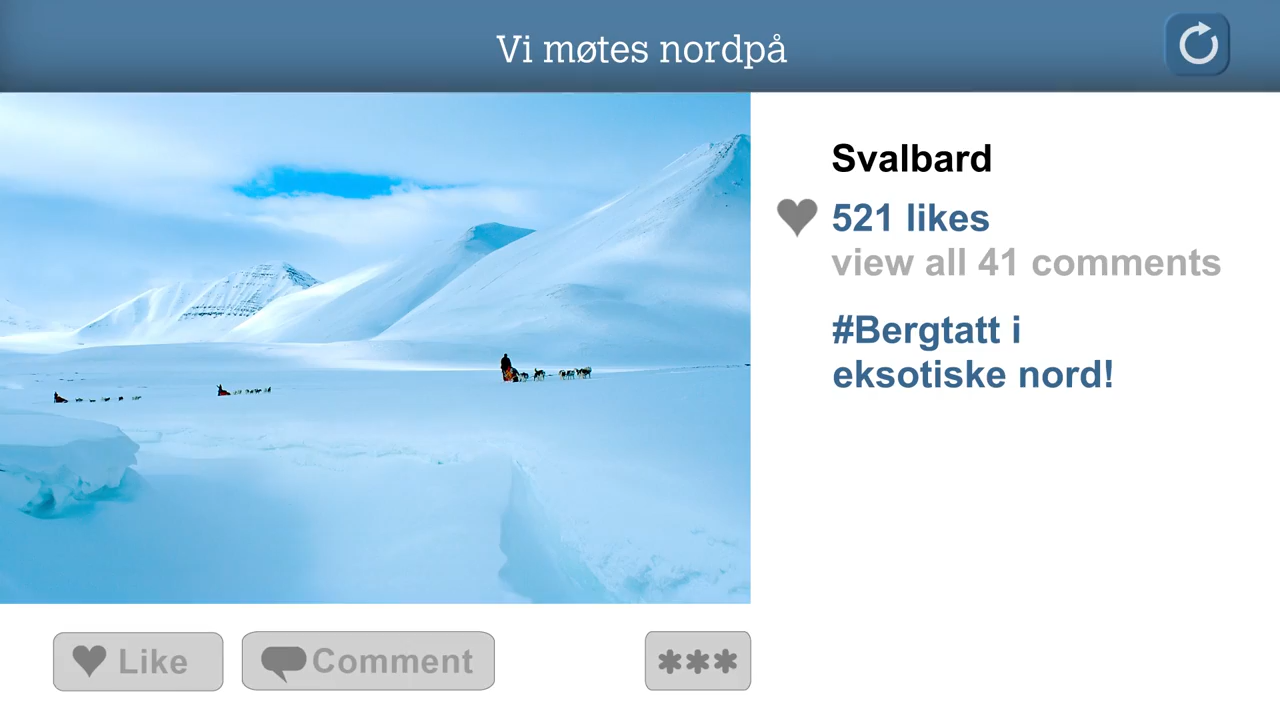 Vi møtes nordpå
Svalbard
521 likes
view all 41 comments
#Bergtatt i
eksotiske nord!
Like
Comment
***